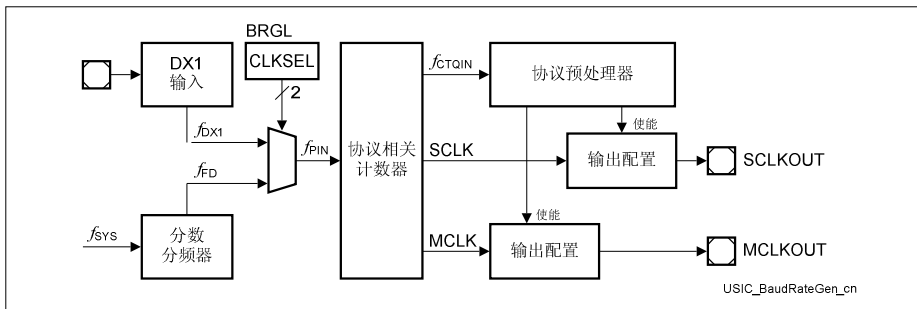 BRGL
CLKSEL
2
DX1
输入
fDX1
fFD
fSYS
分数
分频器
fPIN
协议相关
计数器
fCTQIN
SCLK
MCLK
协议预处理器
使能
输出配置
SCLKOUT
使能
输出配置
MCLKOUT
USIC_BaudRateGen_cn